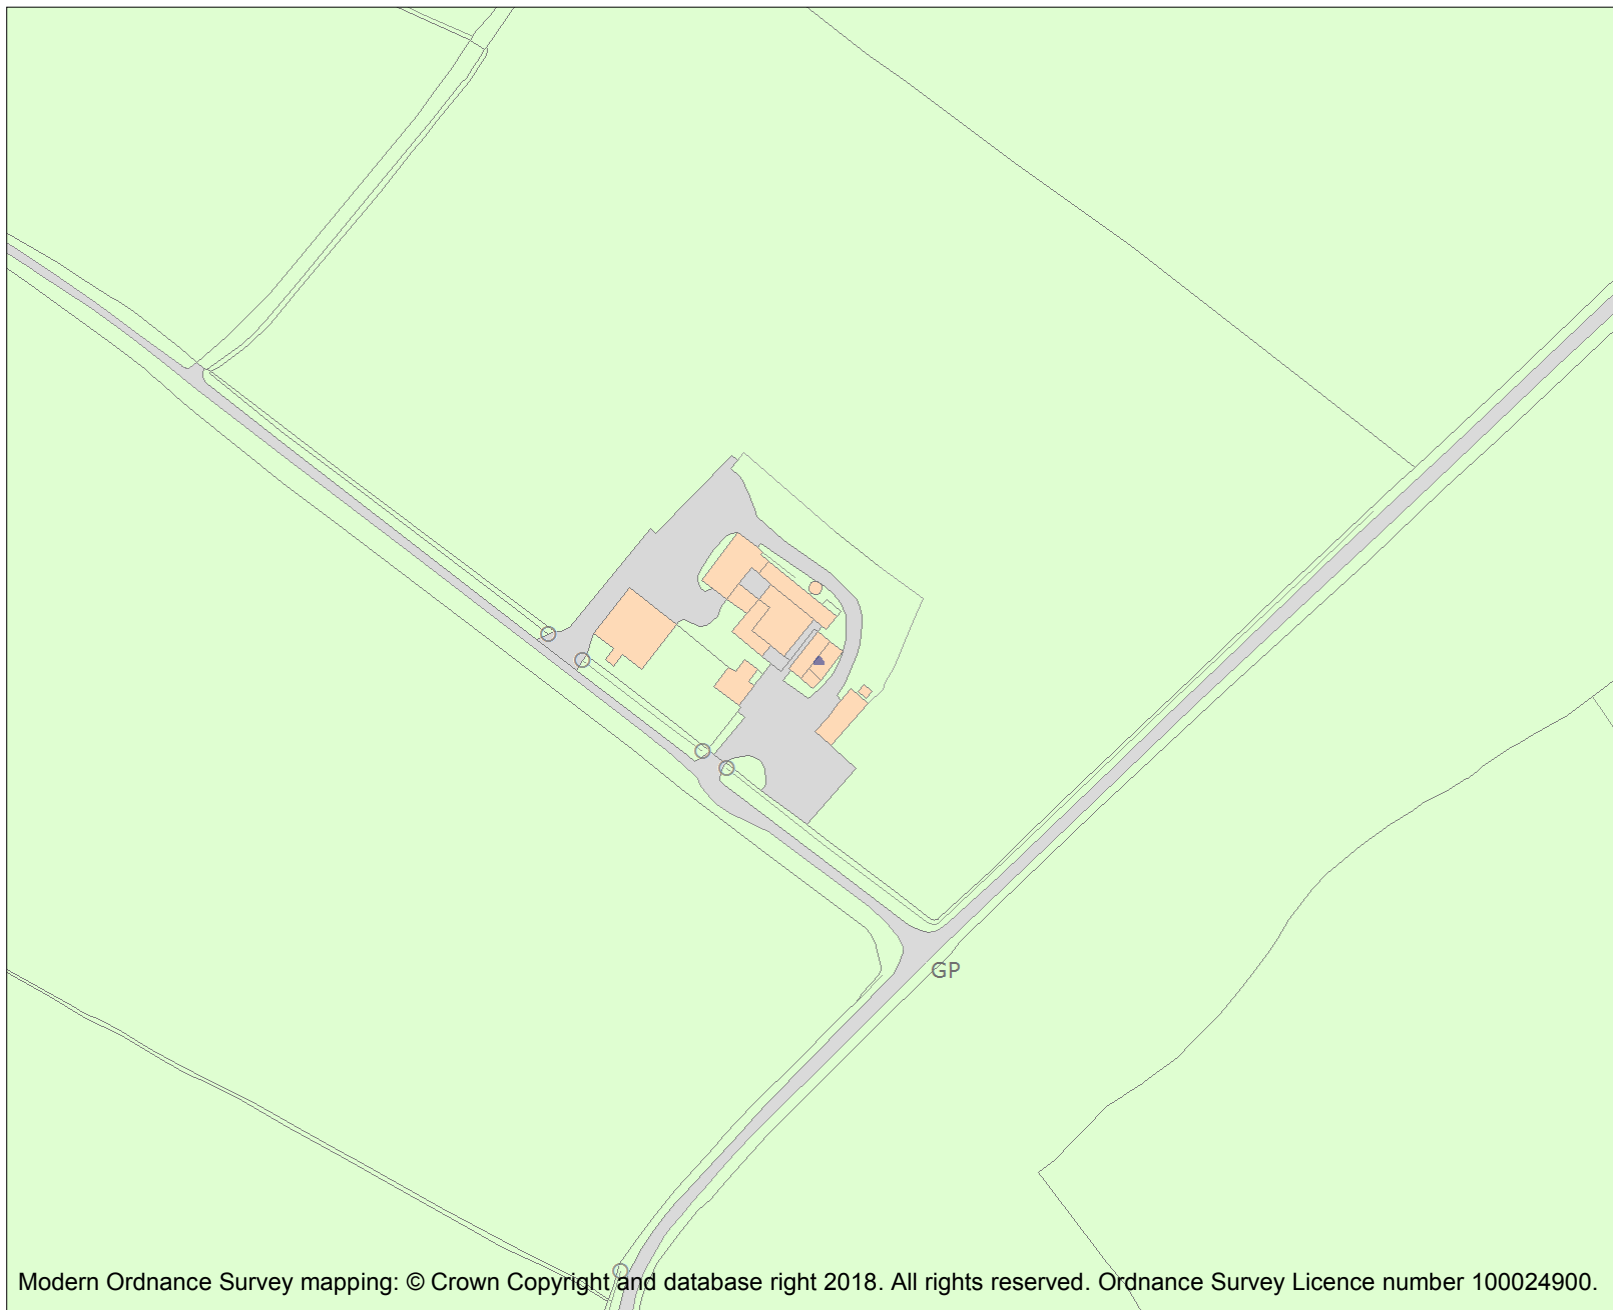 GP
Modern Ordnance Survey mapping: © Crown Copyright and database right 2018. All rights reserved. Ordnance Survey Licence number 100024900.